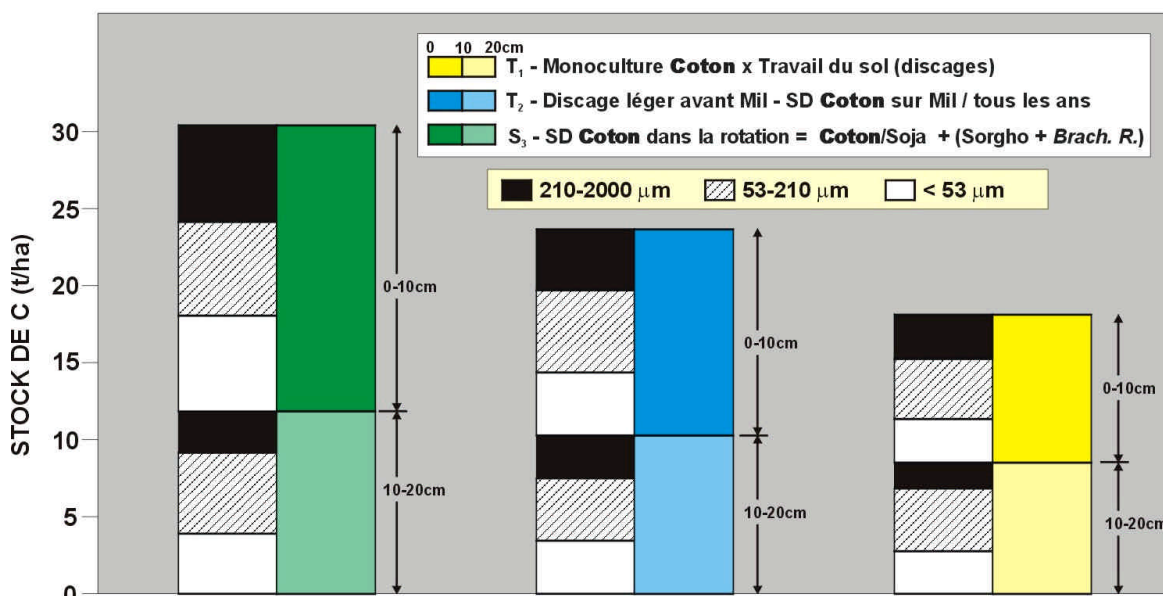 0 10 20cm
T1 - Monoculture Coton x Travail du sol (discages)
T2 - Discage léger avant Mil - SD Coton sur Mil / tous les ans
S3 - SD Coton dans la rotation = Coton/Soja + (Sorgho + Brach. R.)
210-2000 μm 53-210 μm < 53 μm
STOCK DE C (t/ha)
30
25
20
15
10
5
0
0-10cm
10-20cm
0-10cm
10-20cm
0-10cm
10-20cm